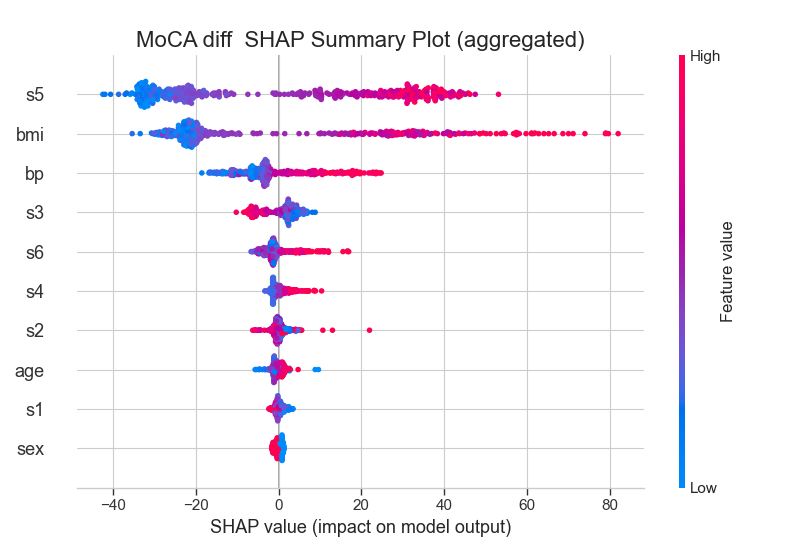 MoCA diff  SHAP Summary Plot (aggregated)
High
s5
bmi
bp
s3
s6
s4
s2
age
s1
sex
Feature value
Low
−40
−20
0
20
40
60
80
SHAP value (impact on model output)